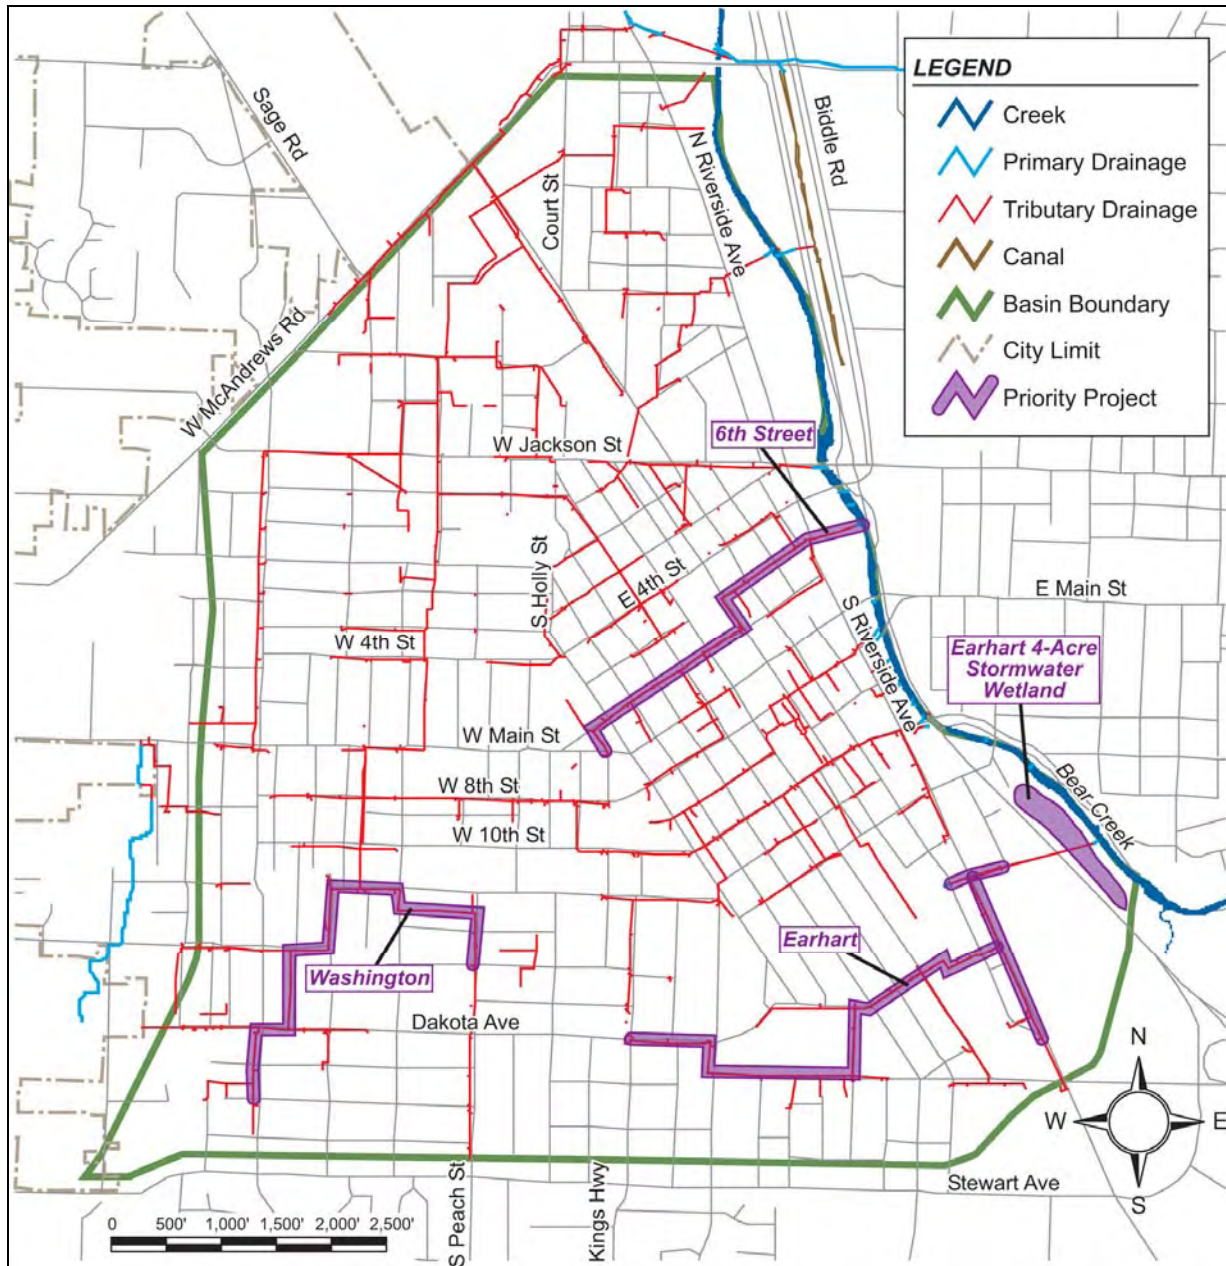 LEGEND
Creek
Primary Drainage
Tributary Drainage
Canal
Basin Boundary
City Limit
Priority Project
Sage Rd
Biddle Rd
N Riverside Ave
Court St
W McAndrews Rd
6th Street
W Jackson St
S Holly St
E 4th St
E Main St
W 4th St
S Riverside Ave
Earhart 4-Acre
Stormwater
Wetland
W Main St
Bear Creek
W 8th St
W 10th St
Earhart
Washington
Dakota Ave
N
W
E
S
Stewart Ave
S Peach St
Kings Hwy
0 500' 1,000' 1,500' 2,000' 2,500'